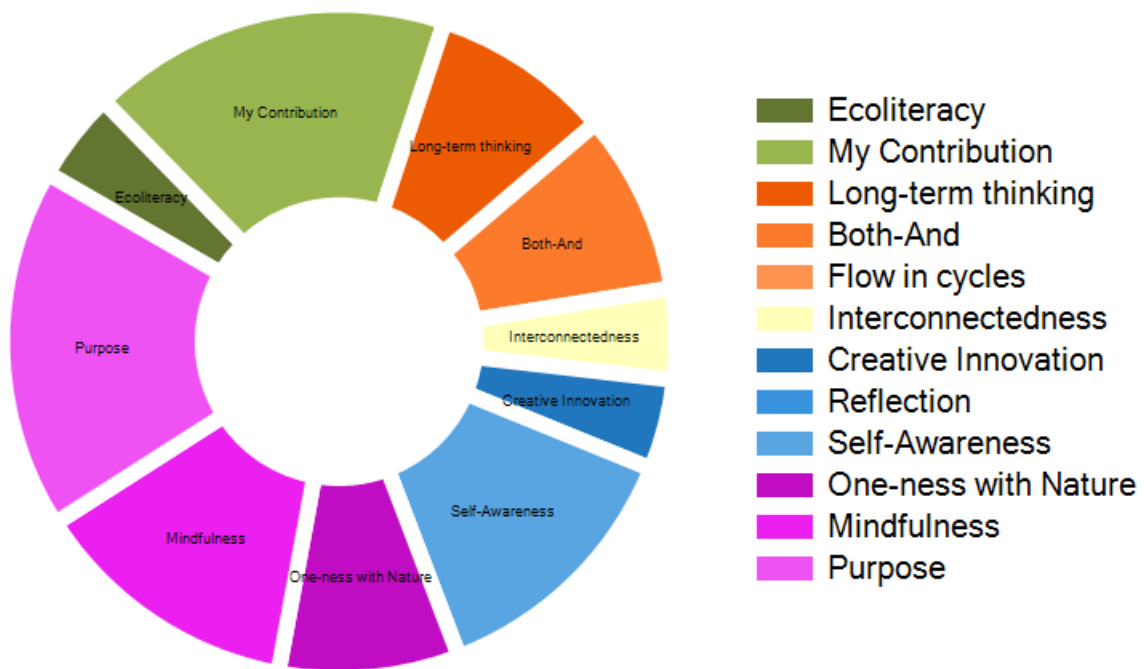 My Contribution
Long-term thinking
Ecoliteracy
Both-And
Interconnectedness
Purpose
Creative Innovation
Self-Awareness
Mindfulness
One-ness with Nature
Ecoliteracy
My Contribution
Long-term thinking
Both-And
Flow in cycles
Interconnectedness
Creative Innovation
Reflection
Self-Awareness
One-ness with Nature
Mindfulness
Purpose